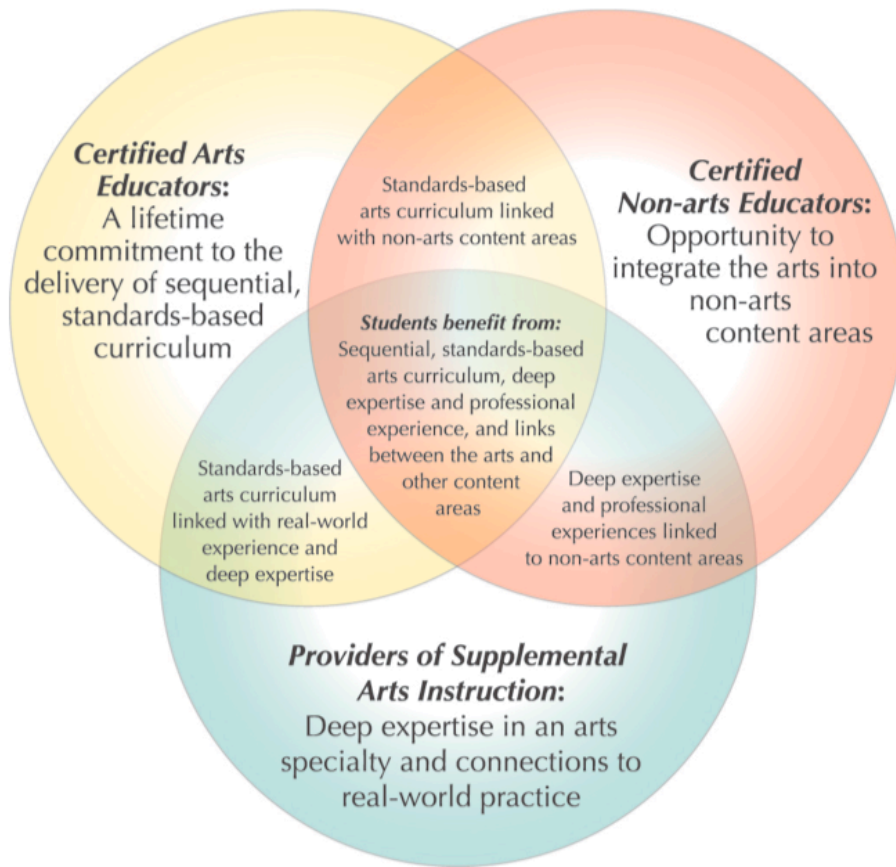 Certified Arts
Educators:
A lifetime
commitment to the
delivery of sequential,
standards-based
curriculum
Standards-based
arts curriculum linked
with non-arts content areas
Certified
Non-arts Educators:
Opportunity to
integrate the arts into
non-arts
content areas
Students benefit from:
Sequential, standards-based
arts curriculum, deep
expertise and professional
experience, and links
between the arts and
other content
areas
Standards-based
arts curriculum
linked with real-world
experience and
deep expertise
Deep expertise
and professional
experiences linked
to non-arts content areas
Providers of Supplemental
Arts Instruction:
Deep expertise in an arts
specialty and connections to
real-world practice